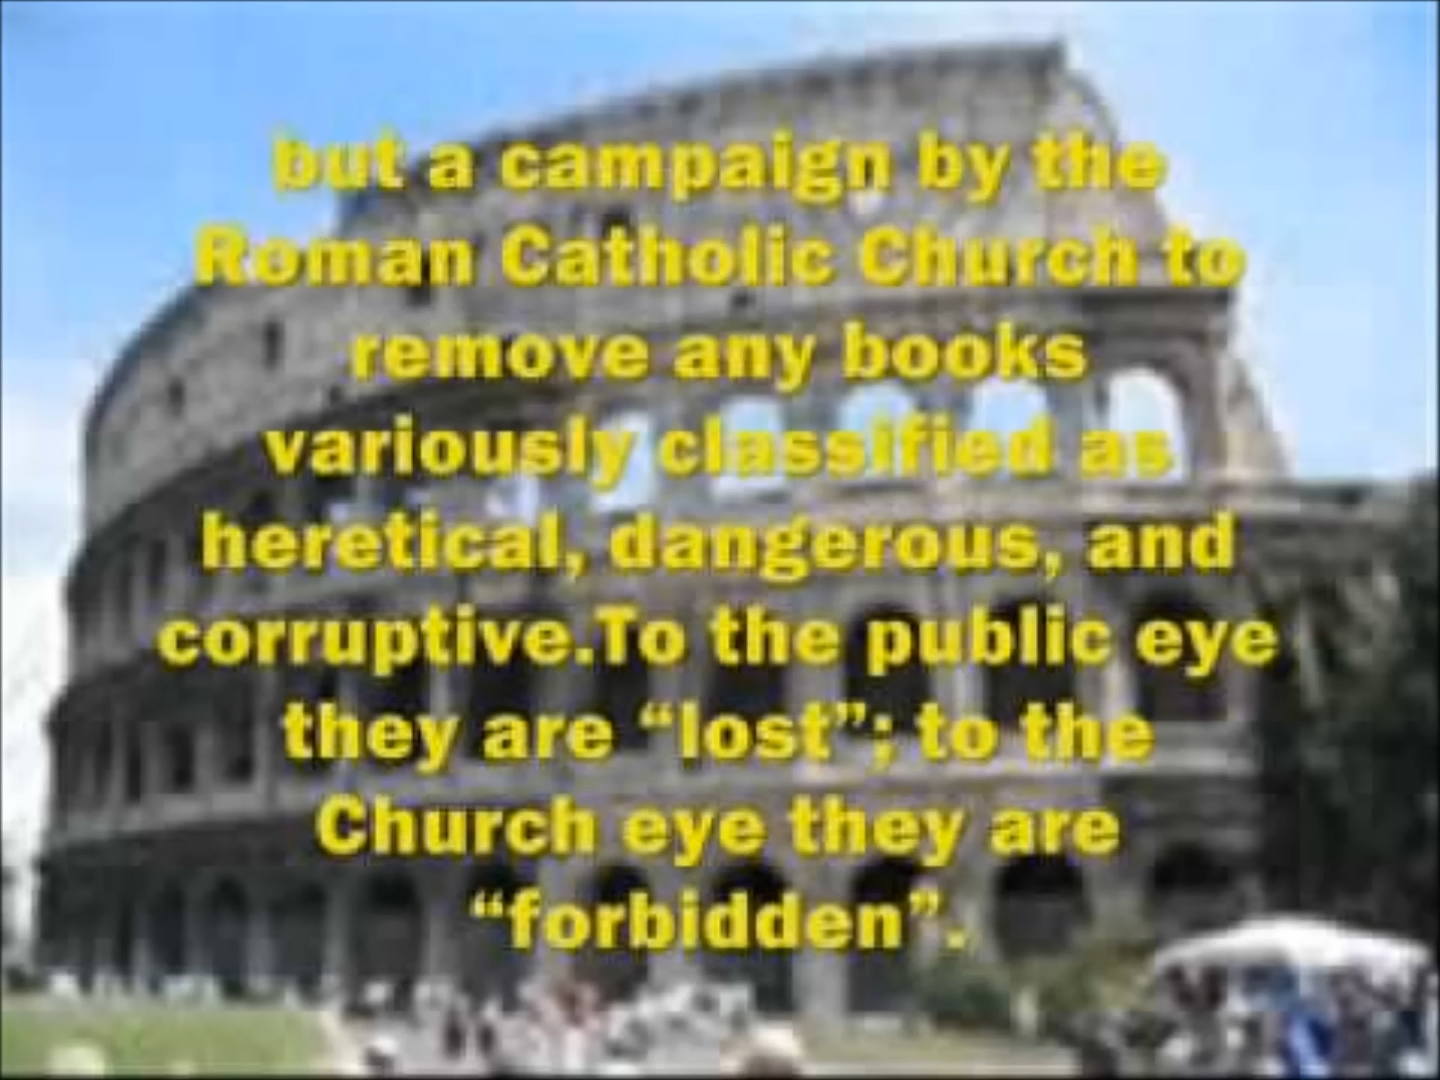 but a campaign by the
Roman Catholic Church to
remove any books
variously classified as
heretical, dangerous, and
corruptive.To the public eye
they are “lost”; to the
Church eye they are
“forbidden”.